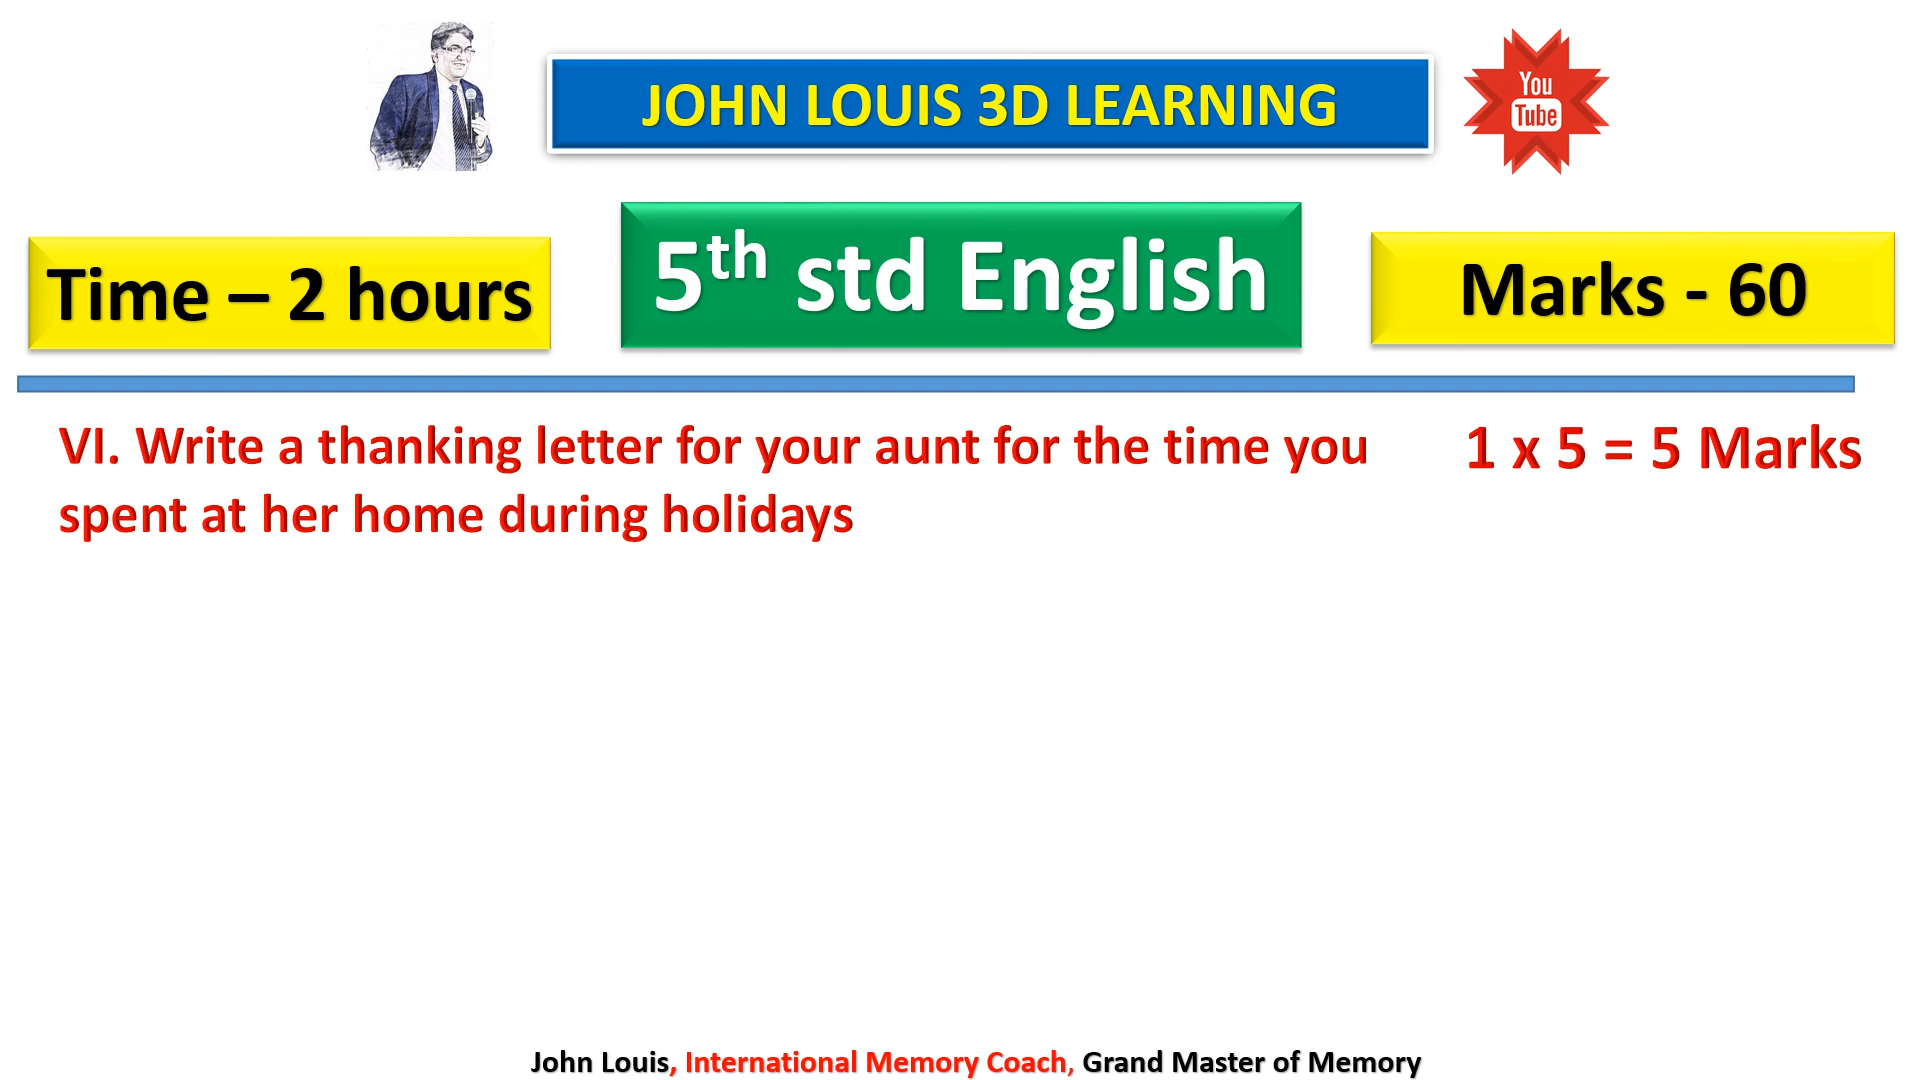 JOHN LOUIS 3D LEARNING
You
Tube
Time – 2 hours
5th std English
Marks - 60
VI. Write a thanking letter for your aunt for the time you
spent at her home during holidays
1 x 5 = 5 Marks
John Louis, International Memory Coach, Grand Master of Memory